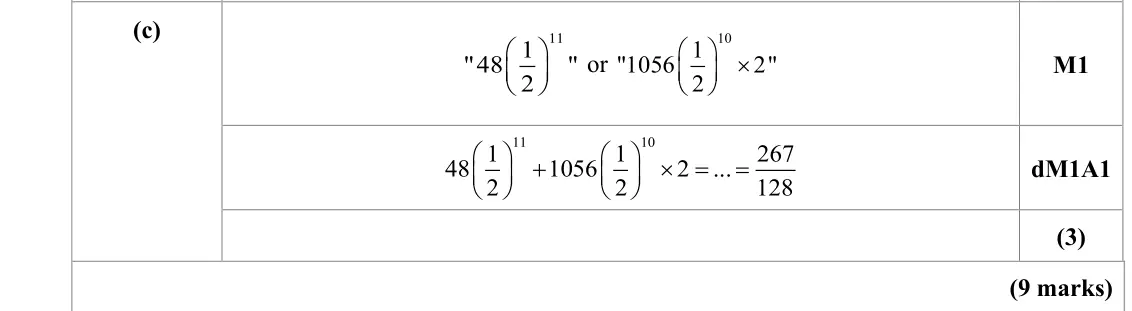 (c) "48(1/2)^11" or "1056(1/2)^10 × 2" M1
48(1/2)^11 + 1056(1/2)^10 × 2 = ... = 267/128 dM1A1
(3)
(9 marks)